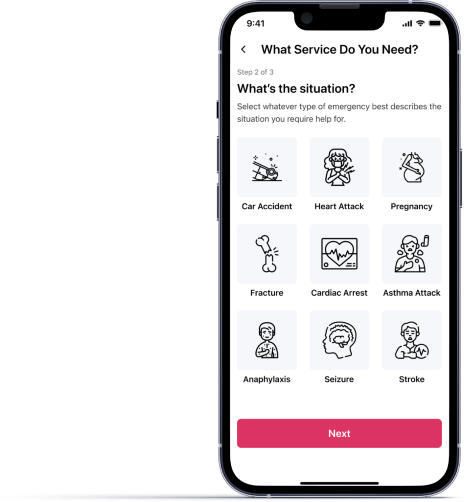 9:41
What Service Do You Need?
Step 2 of 3
What's the situation?
Select whatever type of emergency best describes the
situation you require help for.
Car Accident Heart Attack Pregnancy
Fracture Cardiac Arrest Asthma Attack
Anaphylaxis Seizure Stroke
Next